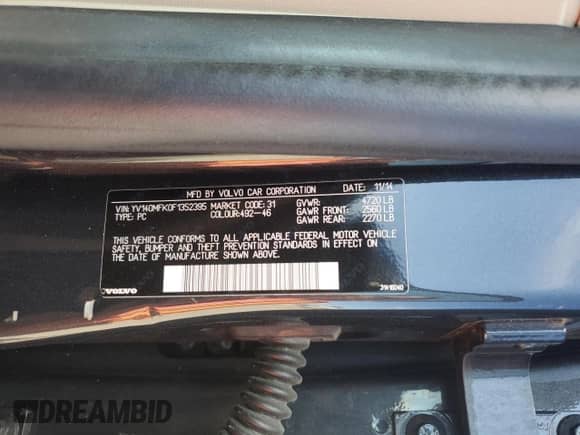 MFD BY VOLVO CAR CORPORATION DATE: 11/14
VIN:YV140MFK0F1352395 MARKET CODE: 31 GVWR: 4720 LB
TYPE: PC COLOUR:492-46 GAWR FRONT: 2560 LB
GAWR REAR: 2270 LB
THIS VEHICLE CONFORMS TO ALL APPLICABLE FEDERAL MOTOR VEHICLE
SAFETY, BUMPER AND THEFT PREVENTION STANDARDS IN EFFECT ON
THE DATE OF MANUFACTURE SHOWN ABOVE.
VOLVO
DREAMBID